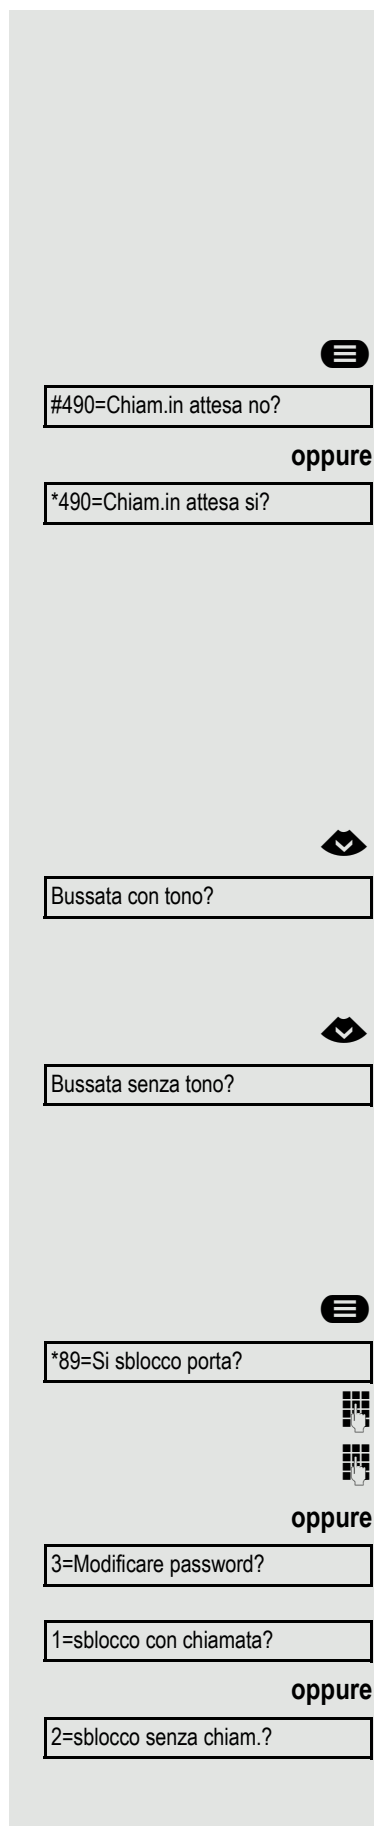 #490=Chiam.in attesa no?
oppure
*490=Chiam.in attesa si?
Bussata con tono?
Bussata senza tono?
*89=Si sblocco porta?
oppure
3=Modificare password?
1=sblocco con chiamata?
oppure
2=sblocco senza chiam.?